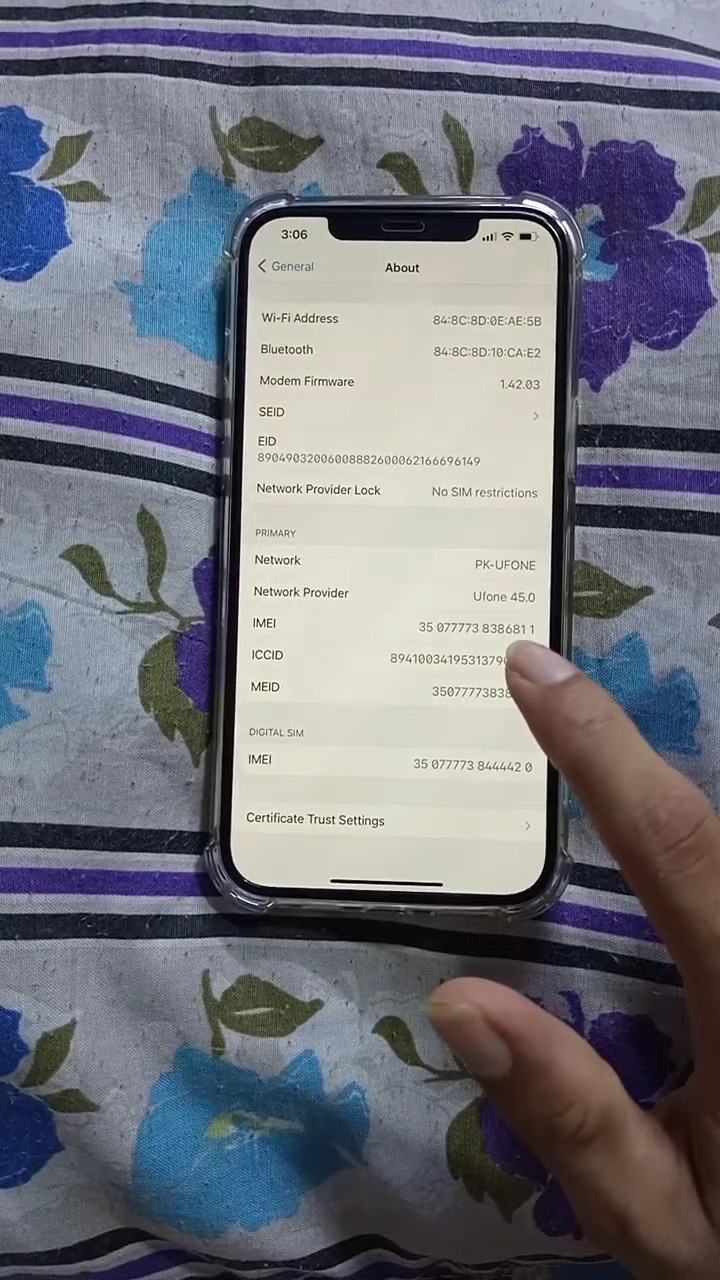 3:06
General
About
Wi-Fi Address 84:8C:8D:0E:AE:5B
Bluetooth 84:8C:8D:10:CA:E2
Modem Firmware 1.42.03
SEID
EID
89049032006008882600062166696149
Network Provider Lock No SIM restrictions
PRIMARY
Network PK-UFONE
Network Provider Ufone 45.0
IMEI 35 077773 838681 1
ICCID
MEID
DIGITAL SIM
IMEI 35 077773 844442 0
Certificate Trust Settings